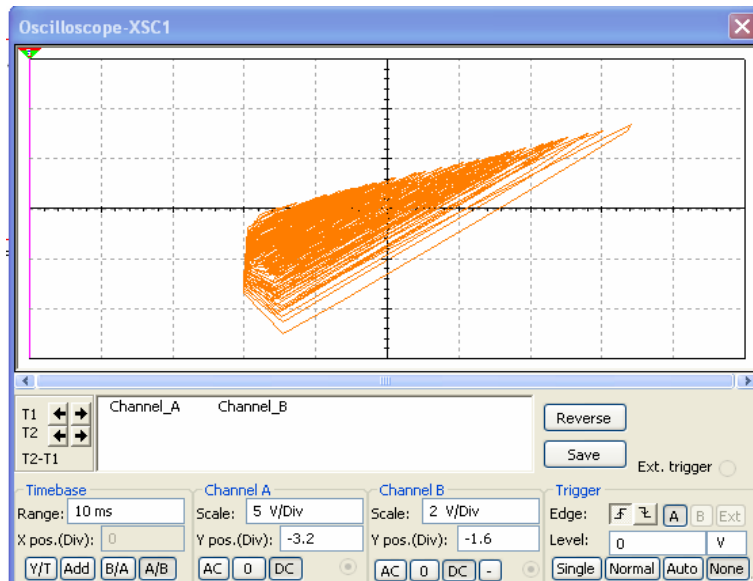 Oscilloscope-XSC1
T1
T2
T2-T1
Channel_A Channel_B
Reverse
Save
Ext. trigger
Timebase
Range: 10 ms
X pos.(Div): 0
Y/T Add B/A A/B
Channel A
Scale: 5 V/Div
Y pos.(Div): -3.2
AC 0 DC
Channel B
Scale: 2 V/Div
Y pos.(Div): -1.6
AC 0 DC -
Trigger
Edge: A B Ext
Level: 0 V
Single Normal Auto None